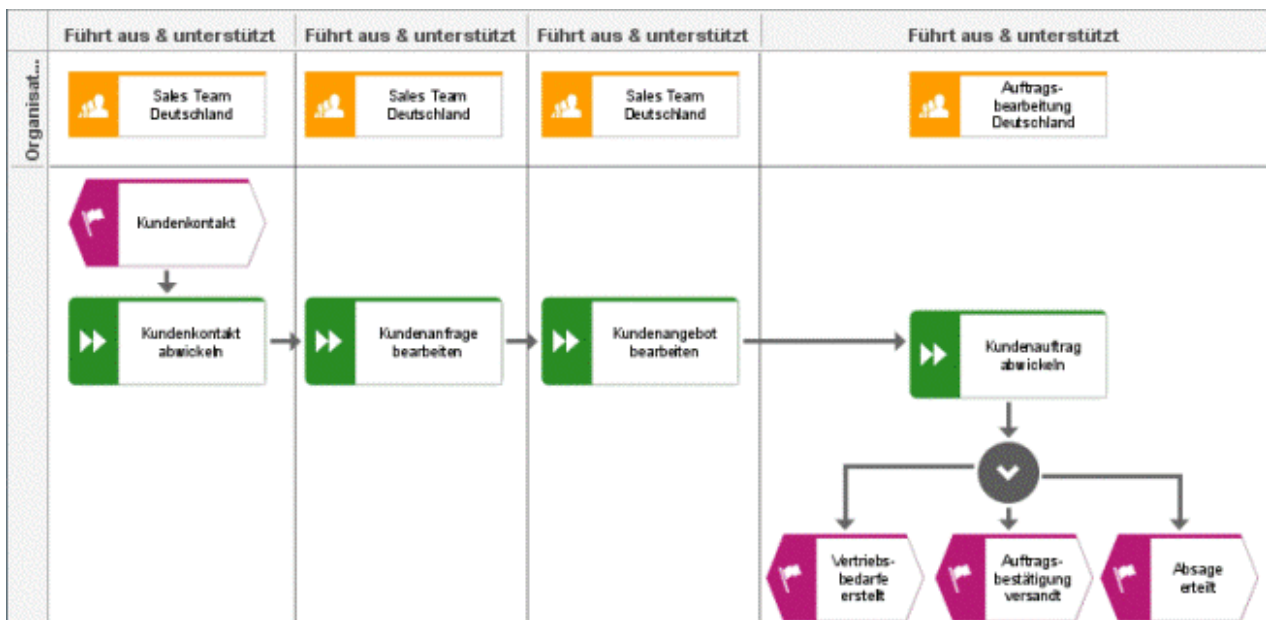 Führt aus & unterstützt
Führt aus & unterstützt
Führt aus & unterstützt
Führt aus & unterstützt
Organisat...
Sales Team
Deutschland
Sales Team
Deutschland
Sales Team
Deutschland
Auftrags-
bearbeitung
Deutschland
Kundenkontakt
Kundenkontakt
abwickeln
Kundenanfrage
bearbeiten
Kundenangebot
bearbeiten
Kundenauftrag
abwickeln
Vertriebs-
bedarfe
erstellt
Auftrags-
bestätigung
versandt
Absage
erteilt